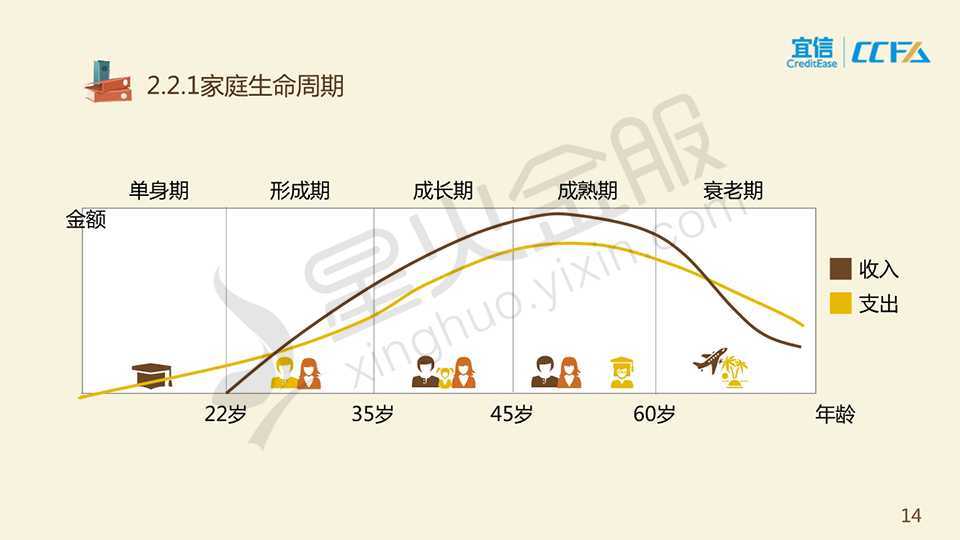 宜信
CreditEase
CCFA
2.2.1家庭生命周期
单身期
形成期
成长期
成熟期
衰老期
金额
收入
支出
22岁
35岁
45岁
60岁
年龄
星火金服
xinghuo.yixin.com
14